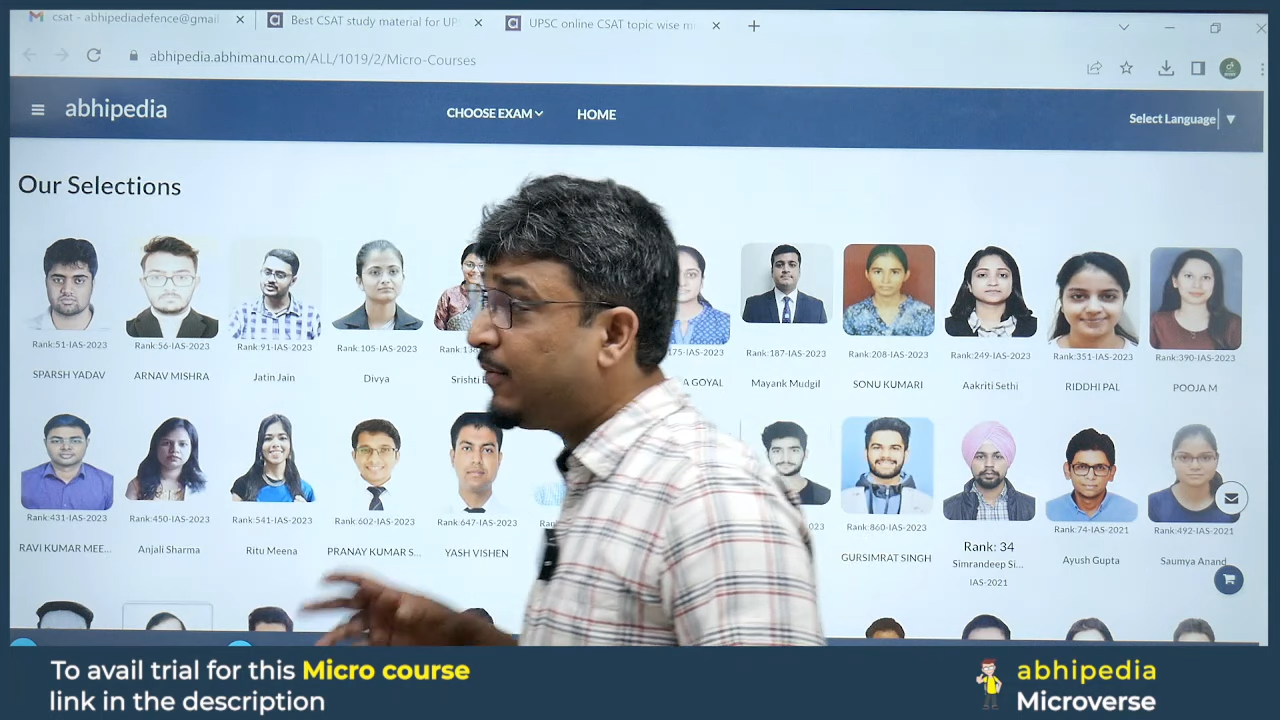 csat - abhipediadefence@gmail
Best CSAT study material for UP
UPSC online CSAT topic wise m
abhipedia.abhimanu.com/ALL/1019/2/Micro-Courses
abhipedia
CHOOSE EXAM
HOME
Select Language
Our Selections
Rank:51-IAS-2023
Rank:56-IAS-2023
Rank:91-IAS-2023
Rank:105-IAS-2023
175-IAS-2023
Rank:187-IAS-2023
Rank:208-IAS-2023
Rank:249-IAS-2023
Rank:351-IAS-2023
Rank:390-IAS-2023
SPARSH YADAV
ARNAV MISHRA
Jatin Jain
Divya
Srishti
A GOYAL
Mayank Mudgil
SONU KUMARI
Aakriti Sethi
RIDDHI PAL
POOJA M
Rank:431-IAS-2023
Rank:450-IAS-2023
Rank:541-IAS-2023
Rank:602-IAS-2023
Rank:647-IAS-2023
Rank:860-IAS-2023
Rank: 34
Rank:74-IAS-2021
Rank:492-IAS-2021
RAVI KUMAR MEE...
Anjali Sharma
Ritu Meena
PRANAY KUMAR S...
YASH VISHEN
GURSIMRAT SINGH
Simrandeep Si...
IAS-2021
Ayush Gupta
Saumya Anand
To avail trial for this Micro course
link in the description
abhipedia
Microverse